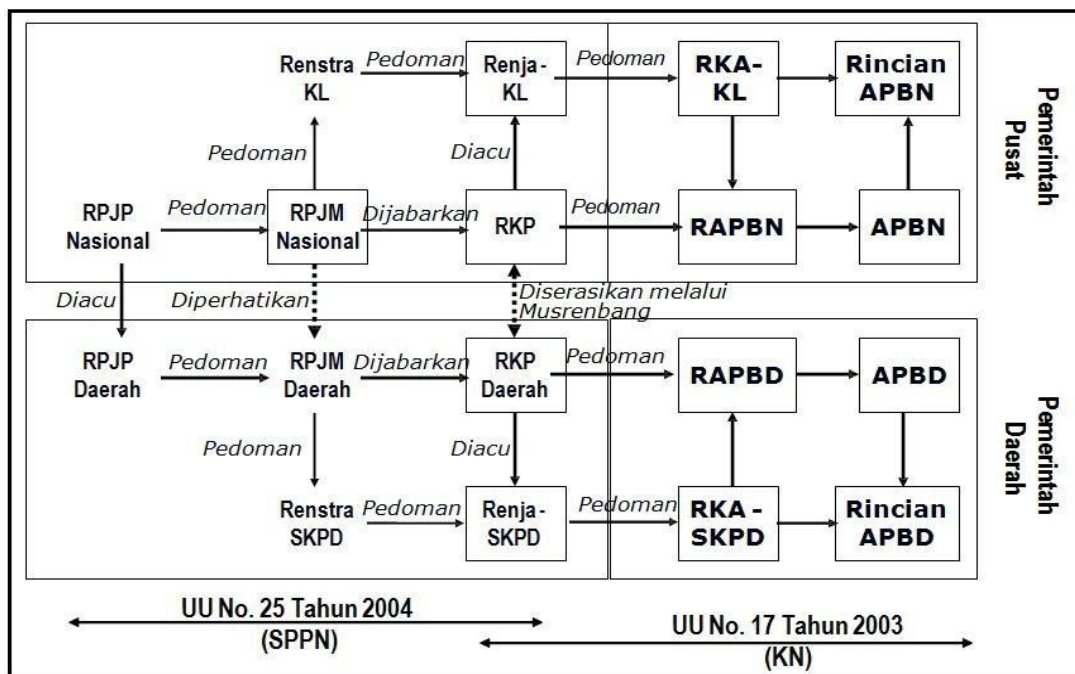 Renstra
KL
Pedoman
Renja-
KL
Pedoman
RKA-
KL
Rincian
APBN
Pemerintah
Pusat
Pedoman
Diacu
RPJP
Nasional
Pedoman
RPJM
Nasional
Dijabarkan
RKP
Pedoman
RAPBN
APBN
Diacu
Diperhatikan
Diserasikan melalui
Musrenbang
RPJP
Daerah
Pedoman
RPJM
Daerah
Dijabarkan
RKP
Daerah
Pedoman
RAPBD
APBD
Pemerintah
Daerah
Pedoman
Diacu
Renstra
SKPD
Pedoman
Renja-
SKPD
Pedoman
RKA -
SKPD
Rincian
APBD
UU No. 25 Tahun 2004
(SPPN)
UU No. 17 Tahun 2003
(KN)